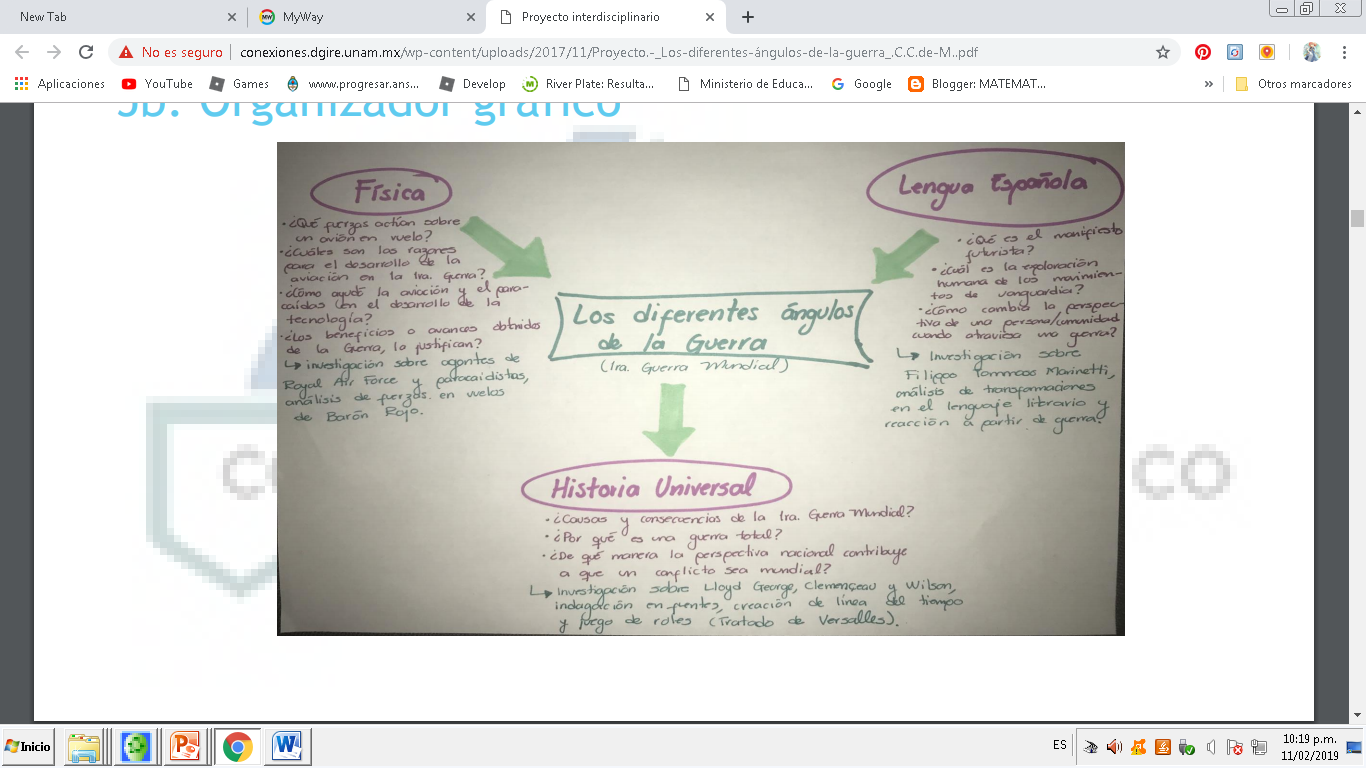 New Tab
MyWay
Proyecto interdisciplinario
No es seguro
conexiones.dgire.unam.mx/wp-content/uploads/2017/11/Proyecto.-_Los-diferentes-ángulos-de-la-guerra_.C.C.de-M..pdf
Aplicaciones
YouTube
Games
www.progresar.ans...
Develop
River Plate: Resulta...
Ministerio de Educa...
Google
Blogger: MATEMAT...
»
Otros marcadores
5b. Organizador gráfico
Física
• ¿Qué fuerzas actúan sobre
un avión en vuelo?
• ¿Cuáles son las razones
para el desarrollo de la
aviación en la 1ra. Guerra?
• ¿Cómo ayudó la aviación y el para-
caídas en el desarrollo de la
tecnología?
• ¿Los beneficios o avances obtenidos
de la Guerra, lo justifican?
↳ investigación sobre agentes de
Royal Air Force y paracaidistas,
análisis de fuerzas en vuelos
de Barón Rojo.
Lengua Española
• ¿Qué es el manifiesto
futurista?
• ¿Cuál es la exploración
humana de los movimien-
tos de vanguardia?
• ¿Cómo cambia la perspec-
tiva de una persona/comunidad
cuando atraviesa una guerra?
↳ Investigación sobre
Filippo Tommaso Marinetti,
análisis de transformaciones
en el lenguaje
reacción a partir de guerra.
Los diferentes ángulos
de la Guerra
(1ra. Guerra Mundial)
Historia Universal
• ¿Causas y consecuencias de la 1ra. Guerra Mundial?
• ¿Por qué es una guerra total?
• ¿De qué manera la perspectiva nacional contribuye
a que un conflicto sea mundial?
↳ Investigación sobre Lloyd George, Clemençeau y Wilson,
indagación en fuentes, creación de línea del tiempo
y juego de roles (Tratado de Versalles).
CO
CO
Inicio
ES
10:19 p.m.
11/02/2019